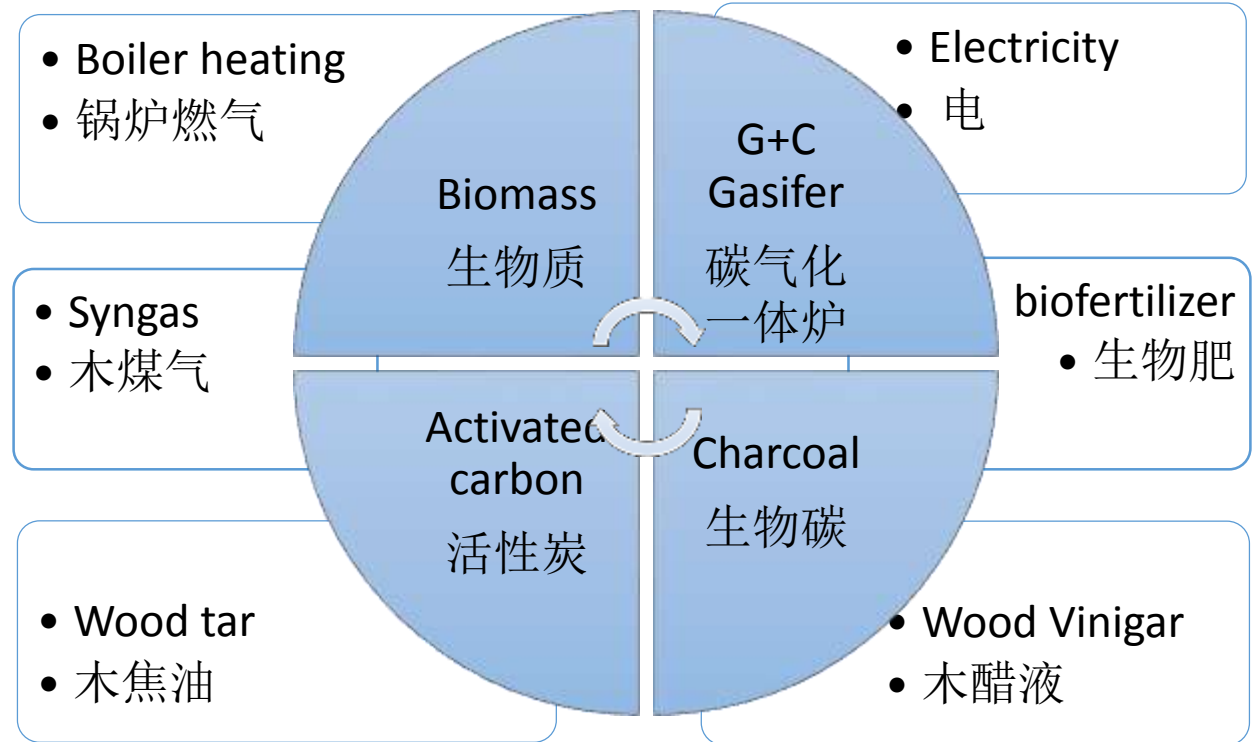 • Boiler heating
• 锅炉燃气
• Electricity
• 电
Biomass
生物质
G+C
Gasifer
碳气化
一体炉
• Syngas
• 木煤气
biofertilizer
• 生物肥
Activated
carbon
活性炭
Charcoal
生物碳
• Wood tar
• 木焦油
• Wood Vinigar
• 木醋液